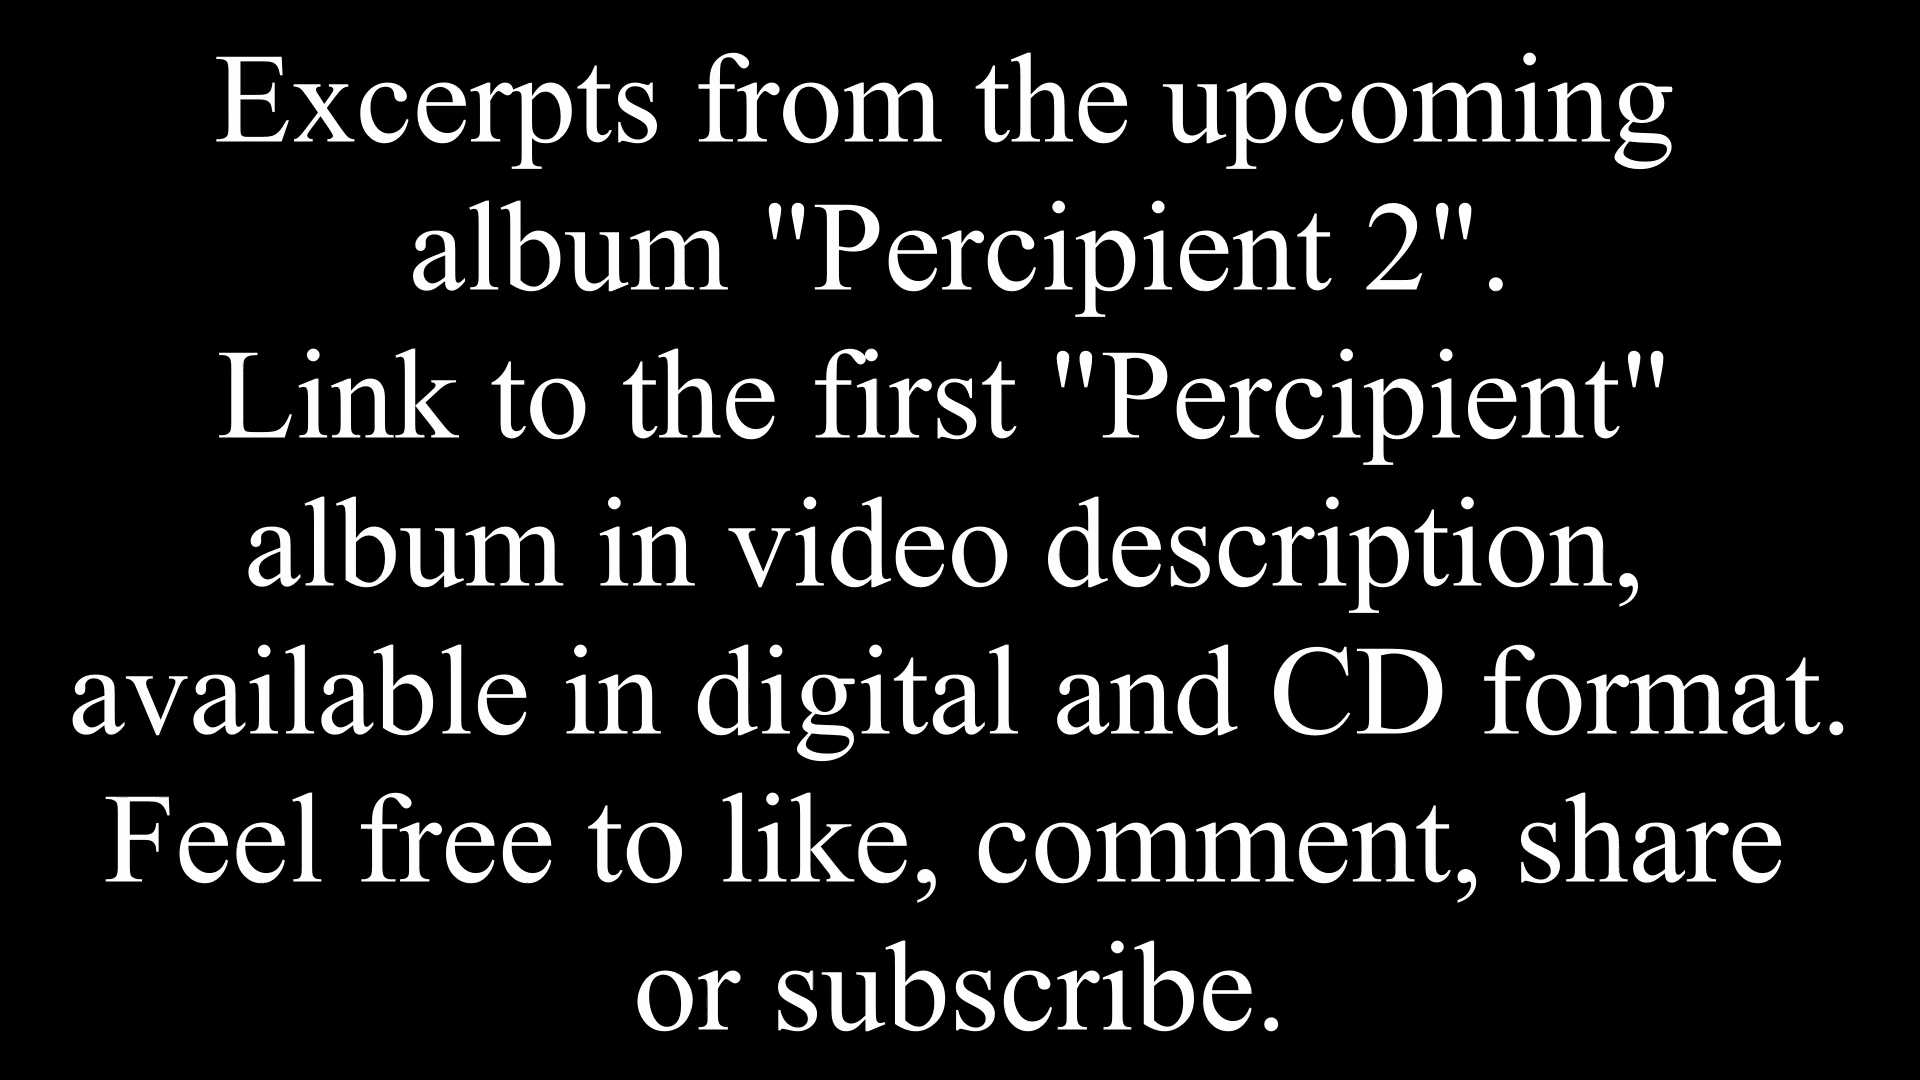 Excerpts from the upcoming
album "Percipient 2".
Link to the first "Percipient"
album in video description,
available in digital and CD format.
Feel free to like, comment, share
or subscribe.